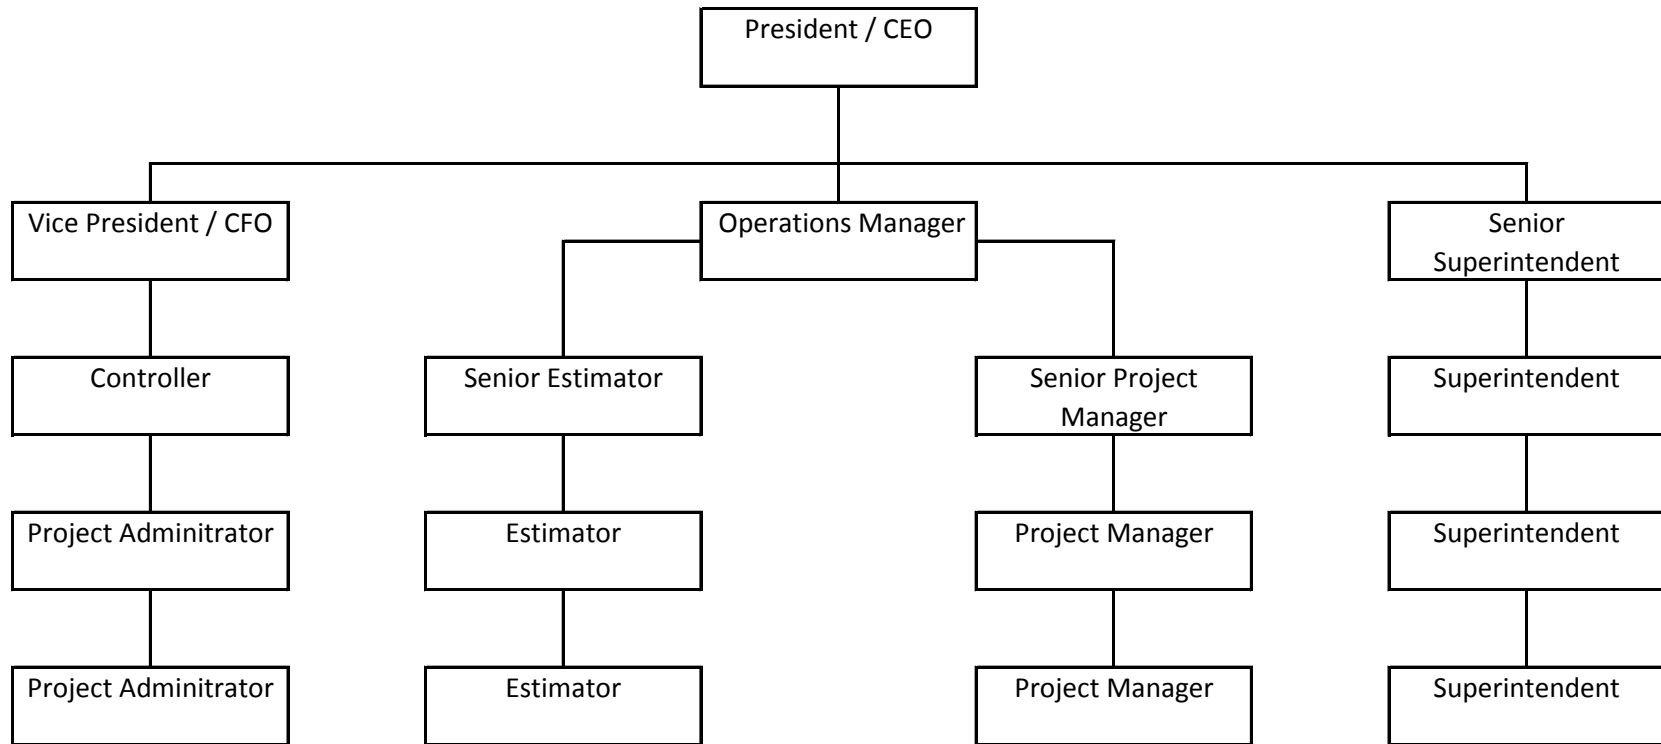 President / CEO
Vice President / CFO
Operations Manager
Senior
Superintendent
Controller
Senior Estimator
Senior Project
Manager
Superintendent
Project Adminitrator
Estimator
Project Manager
Superintendent
Project Adminitrator
Estimator
Project Manager
Superintendent